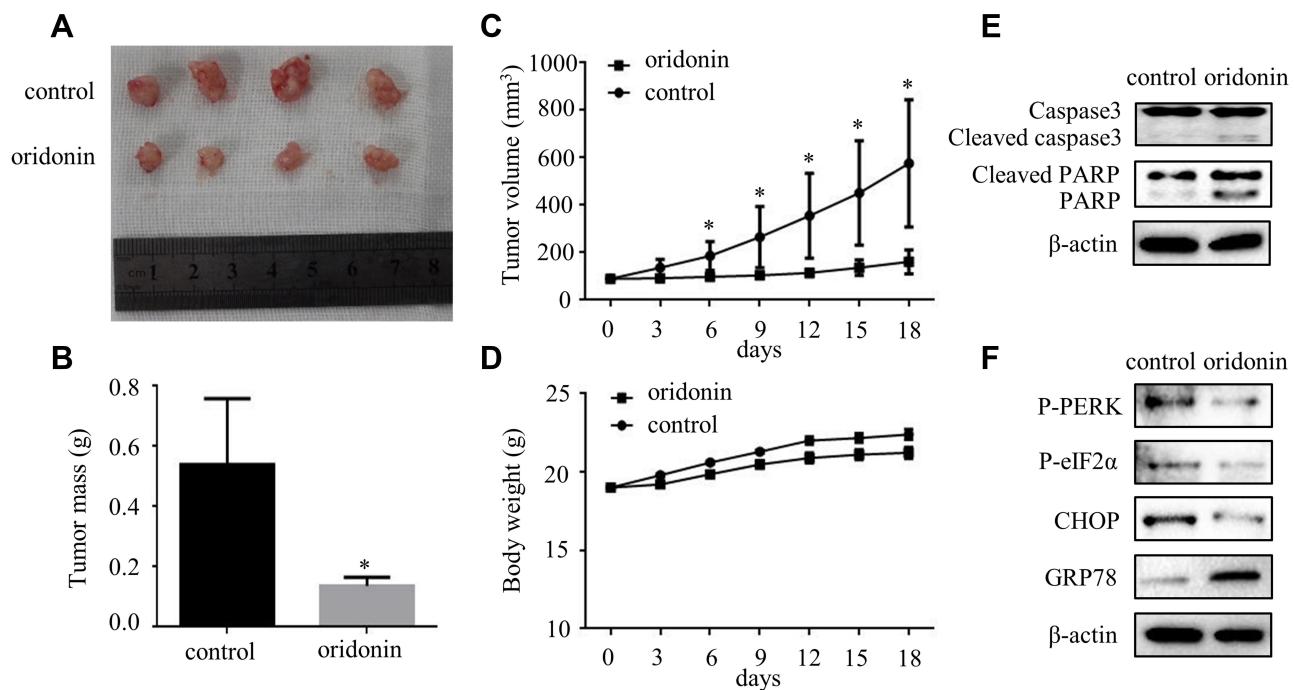 A
control
oridonin
cm 1 2 3 4 5 6 7 8
B
Tumor mass (g)
0.8
0.6
0.4
0.2
0.0
*
control
oridonin
C
Tumor volume (mm³)
oridonin
control
1000
800
600
400
200
0
* * * * *
0 3 6 9 12 15 18
days
D
Body weight (g)
oridonin
control
25
20
15
10
0 3 6 9 12 15 18
days
E
control oridonin
Caspase3
Cleaved caspase3
Cleaved PARP
PARP
β-actin
F
control oridonin
P-PERK
P-eIF2α
CHOP
GRP78
β-actin